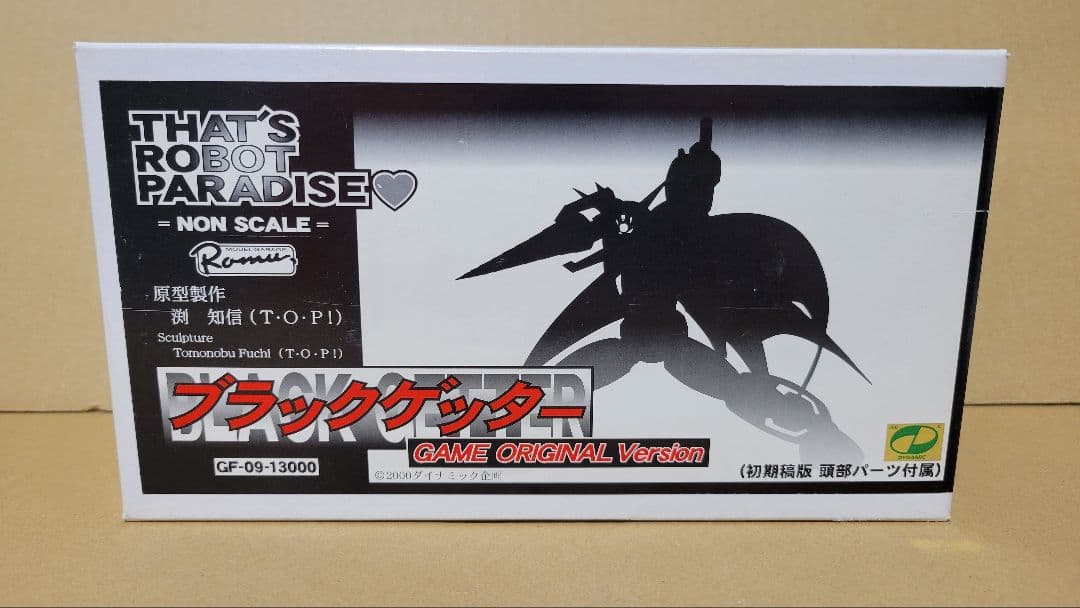 THAT'S
ROBOT
PARADISE♥
= NON SCALE =
MODEL GARAGE
Romu.
原型製作
渕 知信(T・O・P!)
Sculpture
Tomonobu Fuchi (T・O・P!)
BLACK GETTER
ブラックゲッター
GAME ORIGINAL Version
GF-09-13000
©2000ダイナミック企画
DYNAMIC
(初期稿版 頭部パーツ付属)